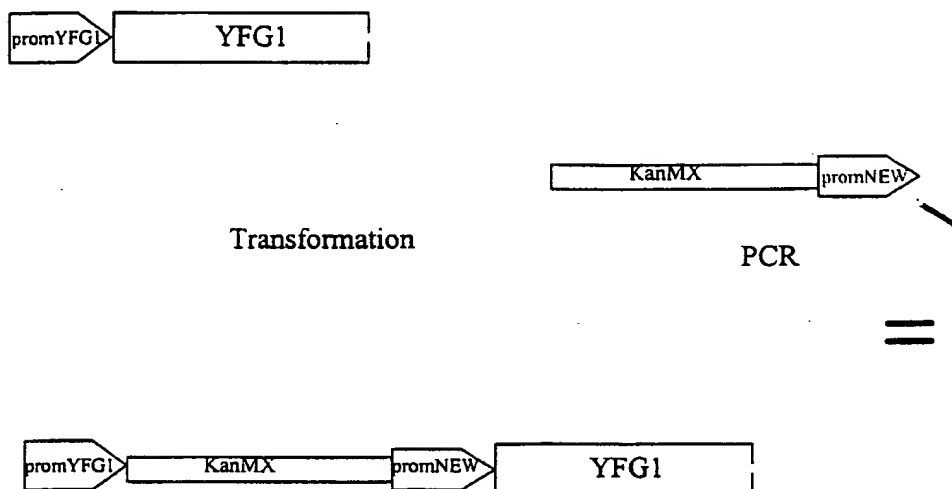 promYFG1 YFG1
KanMX promNEW
Transformation
PCR
promYFG1 KanMX promNEW YFG1